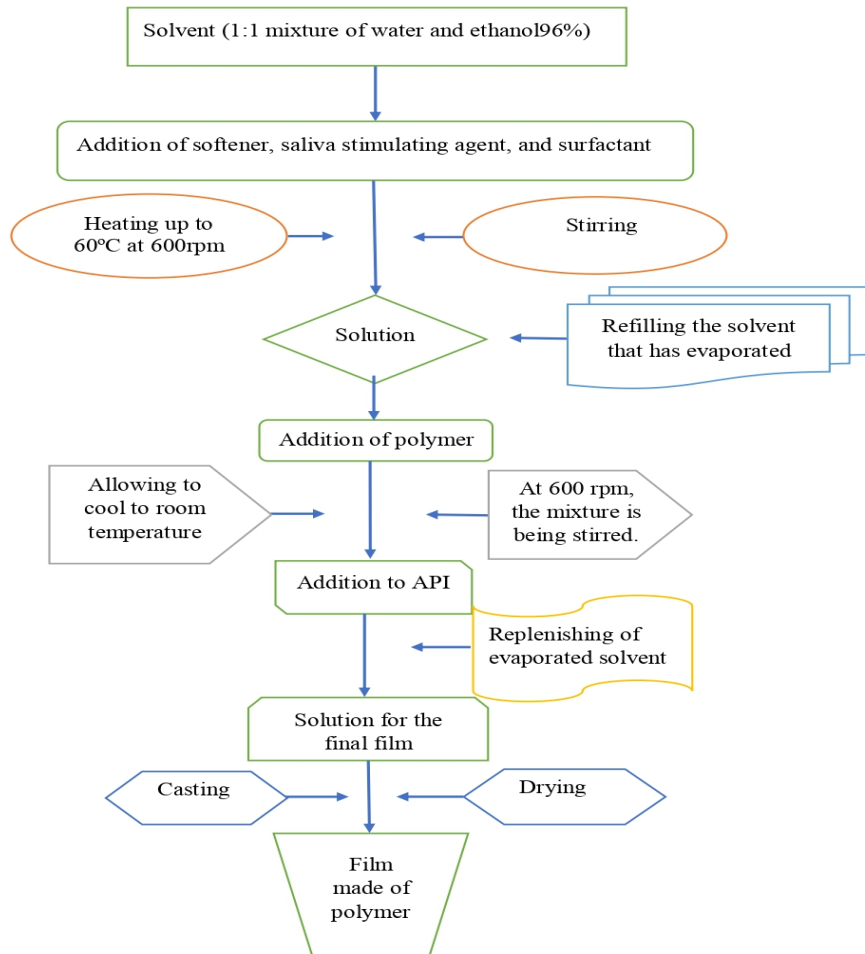 Solvent (1:1 mixture of water and ethanol96%)
Addition of softener, saliva stimulating agent, and surfactant
Heating up to
60ºC at 600rpm
Stirring
Solution
Refilling the solvent
that has evaporated
Addition of polymer
Allowing to
cool to room
temperature
At 600 rpm,
the mixture is
being stirred.
Addition to API
Replenishing of
evaporated solvent
Solution for the
final film
Casting
Drying
Film
made of
polymer